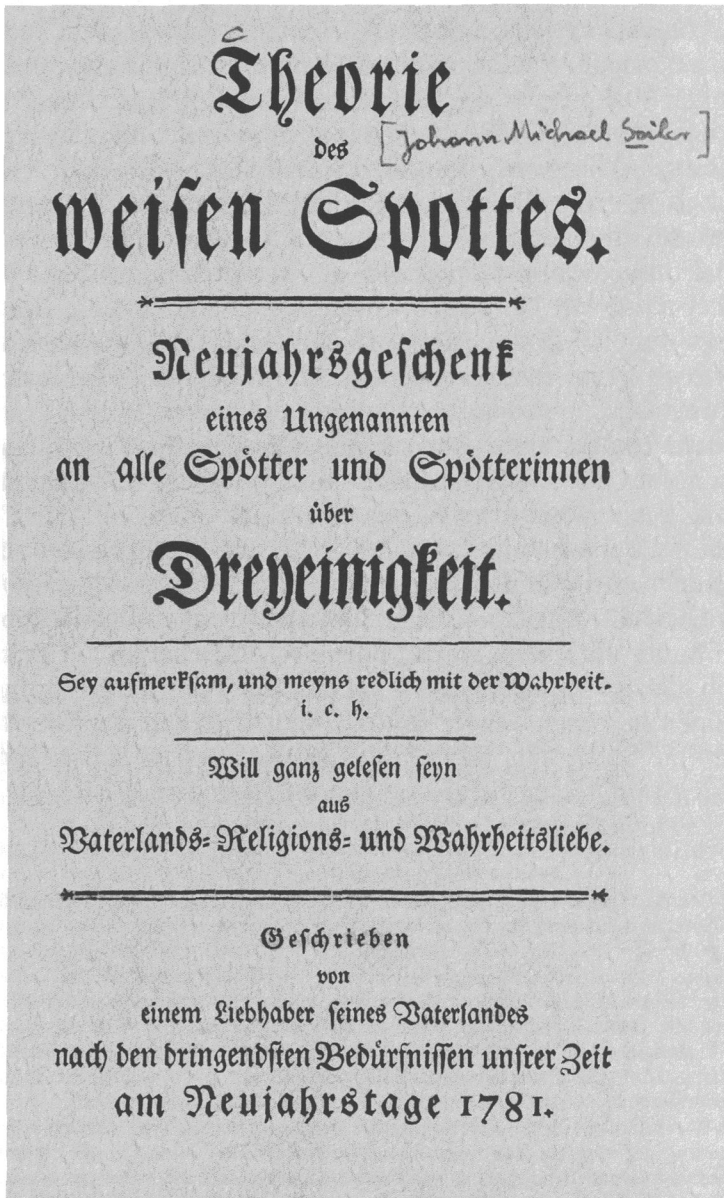 Theorie
des [Johann Michael Sailer]
weisen Spottes.
Neujahrsgeschenk
eines Ungenannten
an alle Spötter und Spötterinnen
über
Dreyeinigkeit.
Sey aufmerksam, und meyns redlich mit der Wahrheit.
i. c. h.
Will ganz gelesen seyn
aus
Vaterlands- Religions- und Wahrheitsliebe.
Geschrieben
von
einem Liebhaber seines Vaterlandes
nach den dringendsten Bedürfnissen unsrer Zeit
am Neujahrstage 1781.